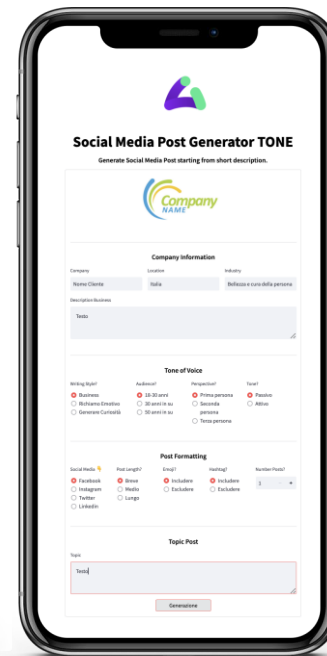 Social Media Post Generator TONE
Generate Social Media Post starting from short description.
Company
NAME
Company Information
Company Location Industry
Nome Cliente Italia Bellezza e cura della persona
Description Business
Testo
Tone of Voice
Writing Style? Audience? Perspective? Tone?
Business 18-30 anni Prima persona Passivo
Richiamo Emotivo 30 anni in su Seconda persona Attivo
Generare Curiosità 50 anni in su Terza persona
Post Formatting
Social Media 👇 Post Length? Emoji? Hashtag? Number Posts?
Facebook Breve Includere Includere
Instagram Medio Escludere Escludere
Twitter Lungo
Linkedin
Topic Post
Topic
Testo
Generazione